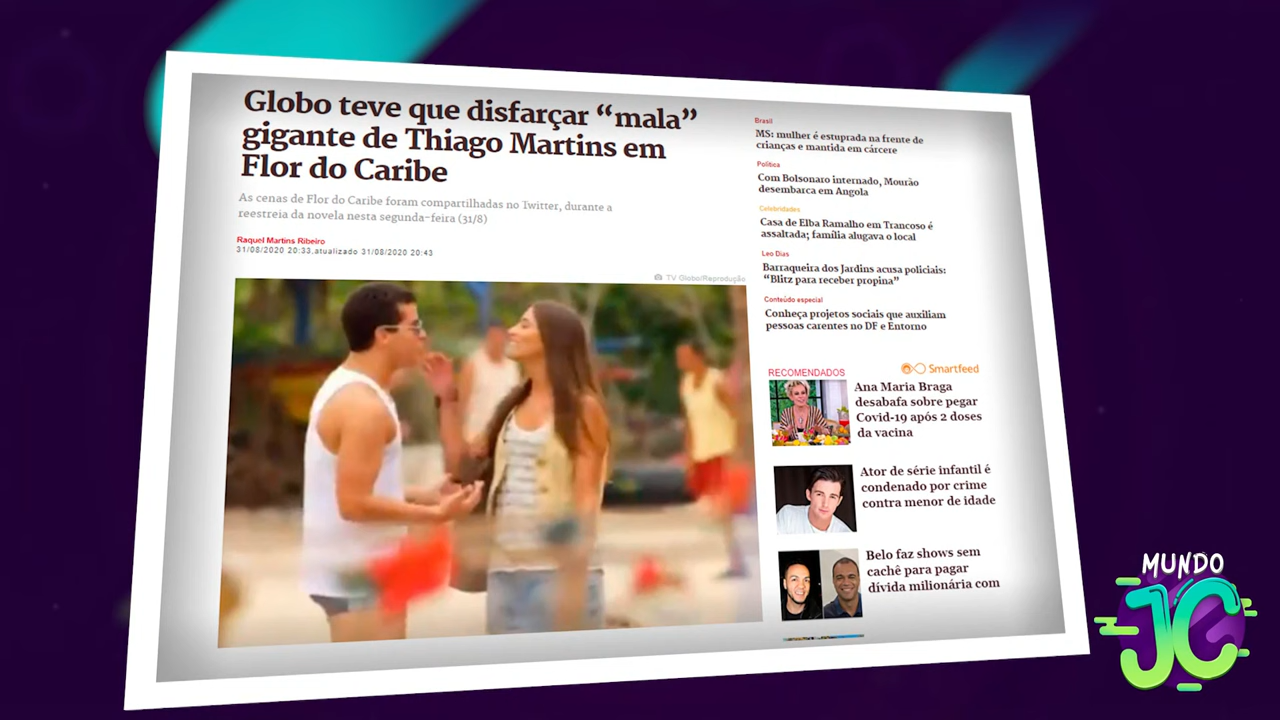 Globo teve que disfarçar “mala”
gigante de Thiago Martins em
Flor do Caribe
As cenas de Flor do Caribe foram compartilhadas no Twitter, durante a
reestreia da novela nesta segunda-feira (31/8)
Raquel Martins Ribeiro
31/08/2020 20:33,atualizado 31/08/2020 20:43
TV Globo/Reprodução
Brasil
MS: mulher é estuprada na frente de
crianças e mantida em cárcere
Política
Com Bolsonaro internado, Mourão
desembarca em Angola
Celebridades
Casa de Elba Ramalho em Trancoso é
assaltada; família alugava o local
Leo Dias
Barraqueira dos Jardins acusa policiais:
“Blitz para receber propina”
Conteúdo especial
Conheça projetos sociais que auxiliam
pessoas carentes no DF e Entorno
RECOMENDADOS
Smartfeed
Ana Maria Braga
desabafa sobre pegar
Covid-19 após 2 doses
da vacina
Ator de série infantil é
condenado por crime
contra menor de idade
Belo faz shows sem
cachê para pagar
dívida milionária com
MUNDO
JC